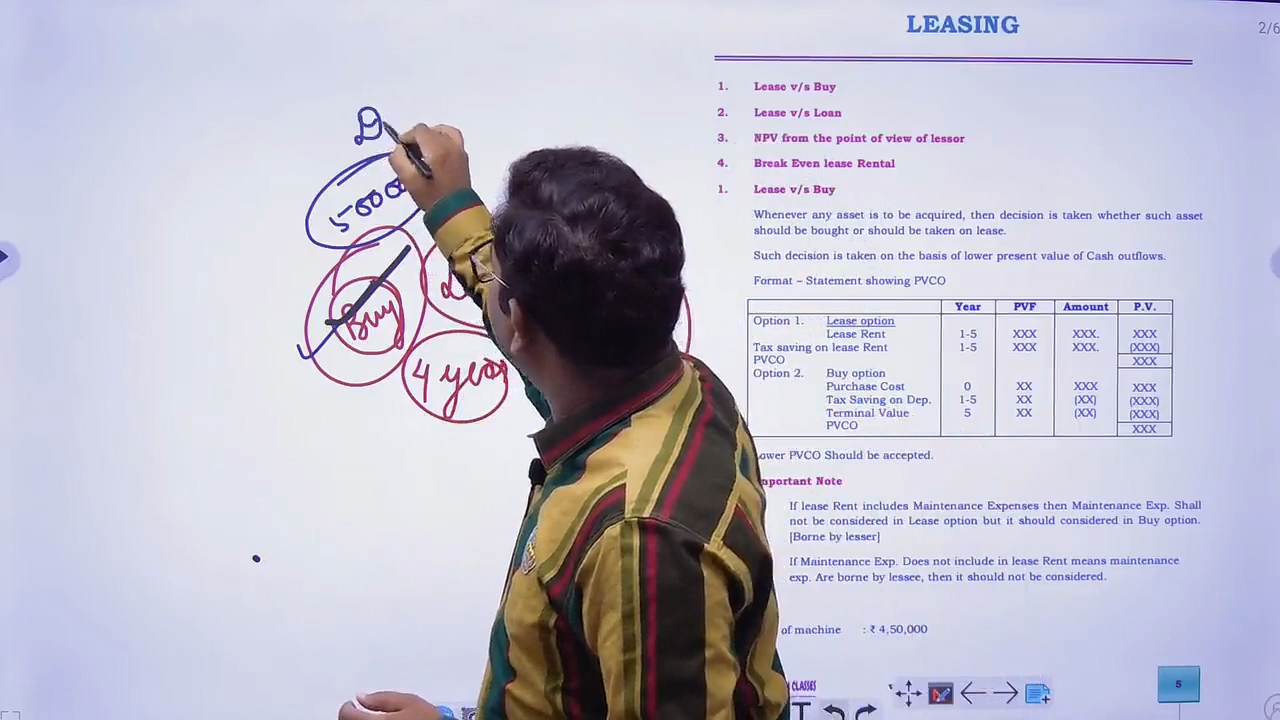 LEASING
2/6
1. Lease v/s Buy
2. Lease v/s Loan
3. NPV from the point of view of lessor
4. Break Even lease Rental
1. Lease v/s Buy
Whenever any asset is to be acquired, then decision is taken whether such asset
should be bought or should be taken on lease.
Such decision is taken on the basis of lower present value of Cash outflows.
Format – Statement showing PVCO
Year PVF Amount P.V.
Option 1. Lease option
Lease Rent 1-5 XXX XXX. XXX
Tax saving on lease Rent 1-5 XXX XXX. (XXX)
PVCO XXX
Option 2. Buy option
Purchase Cost 0 XX XXX XXX
Tax Saving on Dep. 1-5 XX (XX) (XXX)
Terminal Value 5 XX (XX) (XXX)
PVCO XXX
ower PVCO Should be accepted.
portant Note
If lease Rent includes Maintenance Expenses then Maintenance Exp. Shall
not be considered in Lease option but it should considered in Buy option.
[Borne by lesser]
If Maintenance Exp. Does not include in lease Rent means maintenance
exp. Are borne by lessee, then it should not be considered.
of machine : ₹ 4,50,000
CLASSES
5
D
5000
Buy
4 year